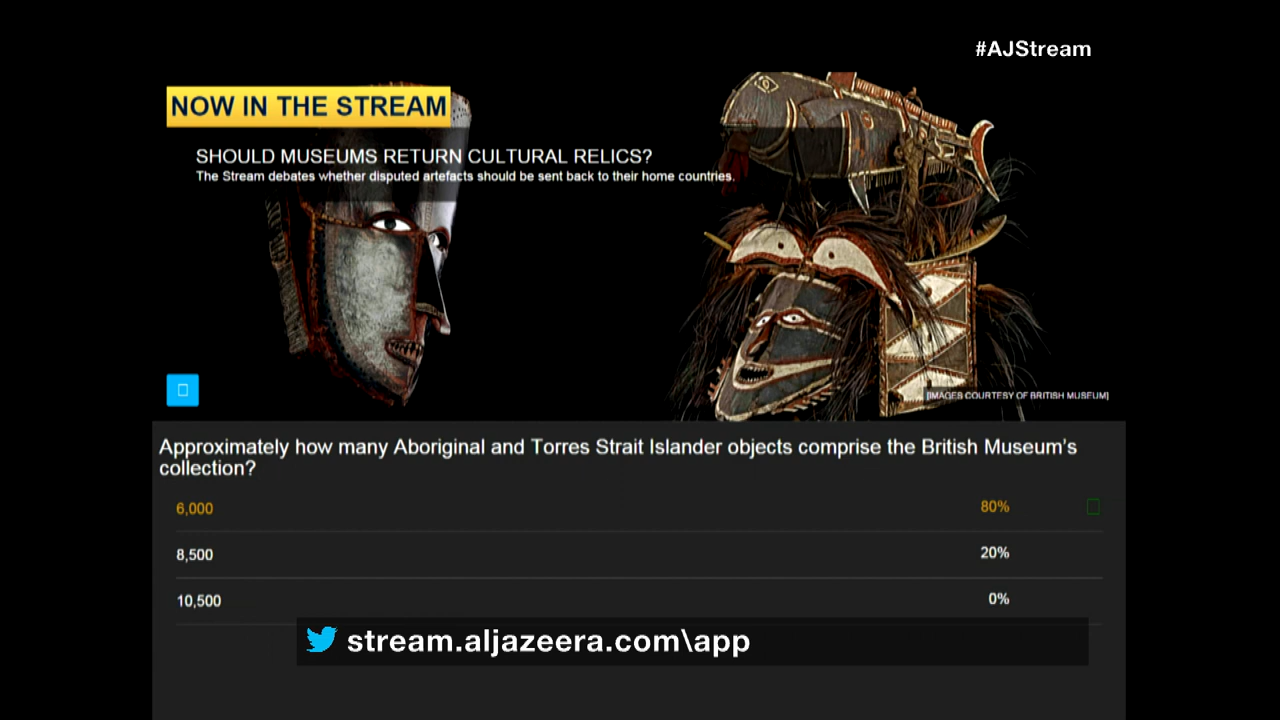 #AJStream
NOW IN THE STREAM
SHOULD MUSEUMS RETURN CULTURAL RELICS?
The Stream debates whether disputed artefacts should be sent back to their home countries.
[IMAGES COURTESY OF BRITISH MUSEUM]
Approximately how many Aboriginal and Torres Strait Islander objects comprise the British Museum's
collection?
6,000 80%
8,500 20%
10,500 0%
stream.aljazeera.com\app